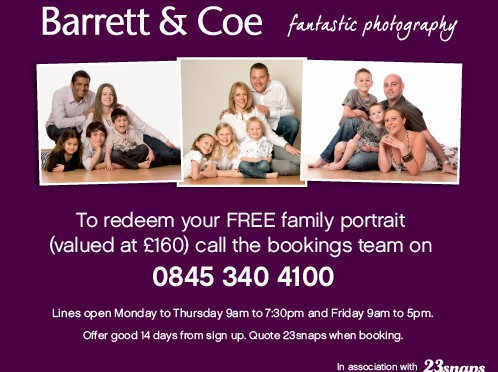 Barrett & Coe fantastic photography
To redeem your FREE family portrait
(valued at £160) call the bookings team on
0845 340 4100
Lines open Monday to Thursday 9am to 7:30pm and Friday 9am to 5pm.
Offer good 14 days from sign up. Quote 23snaps when booking.
In association with 23snaps